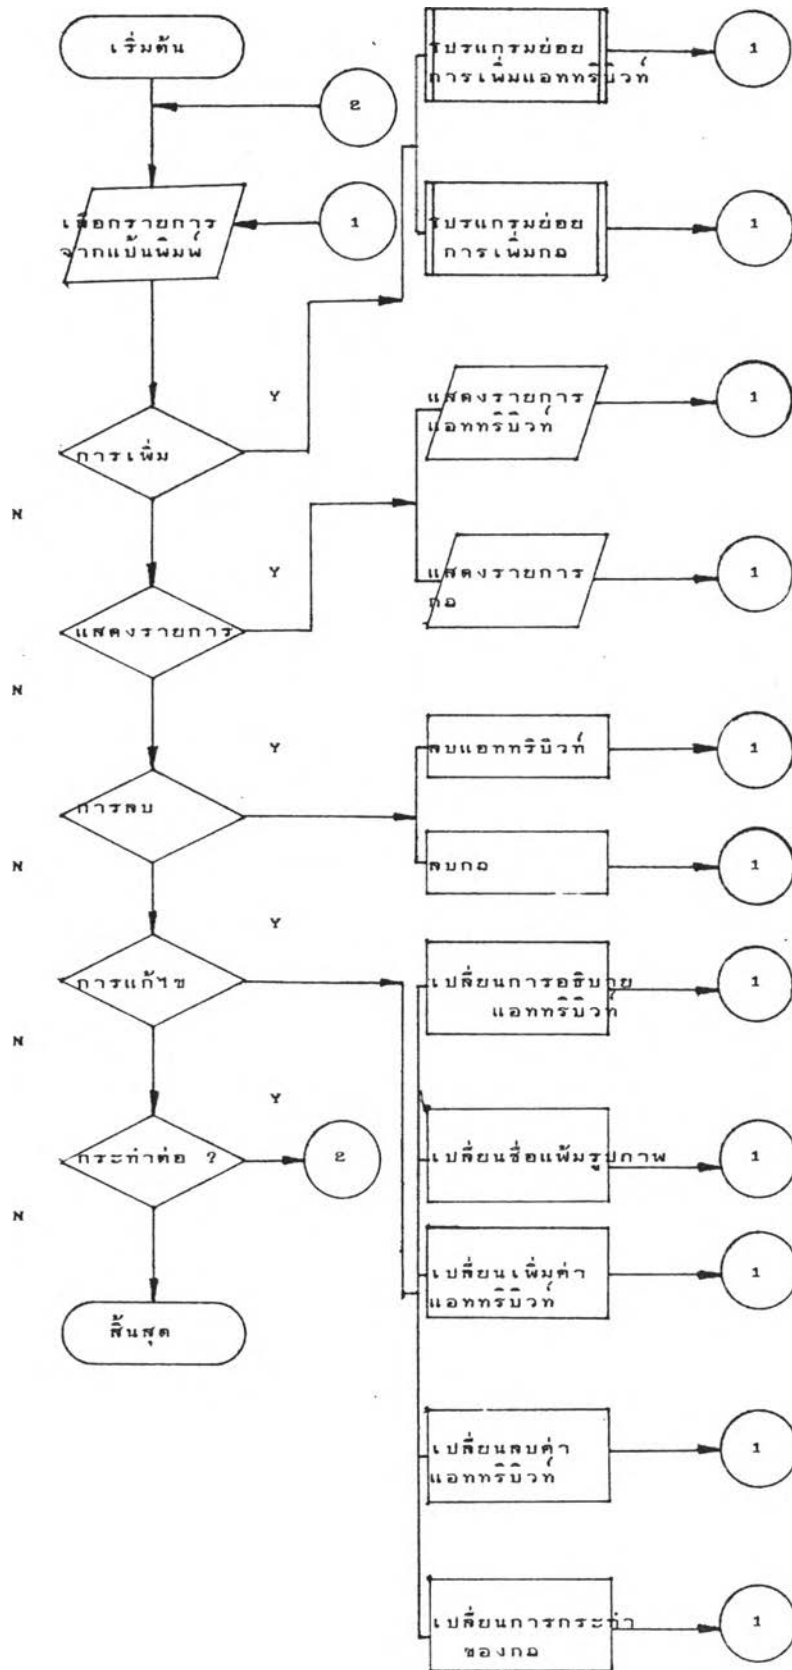 เริ่มต้น
2
เลือกรายการ
จากแป้นพิมพ์
1
โปรแกรมย่อย
การเพิ่มแอททริบิวท์
1
โปรแกรมย่อย
การเพิ่มกฎ
1
Y
การเพิ่ม
N
แสดงรายการ
แอททริบิวท์
1
แสดงรายการ
กฎ
1
Y
แสดงรายการ
N
Y
การลบ
N
ลบแอททริบิวท์
1
ลบกฎ
1
Y
การแก้ไข
N
เปลี่ยนการอธิบาย
แอททริบิวท์
1
Y
กระทำต่อ ?
2
N
เปลี่ยนชื่อแฟ้มรูปภาพ
1
เปลี่ยนเพิ่มค่า
แอททริบิวท์
1
สิ้นสุด
เปลี่ยนลบค่า
แอททริบิวท์
1
เปลี่ยนการกระทำ
ของกฎ
1